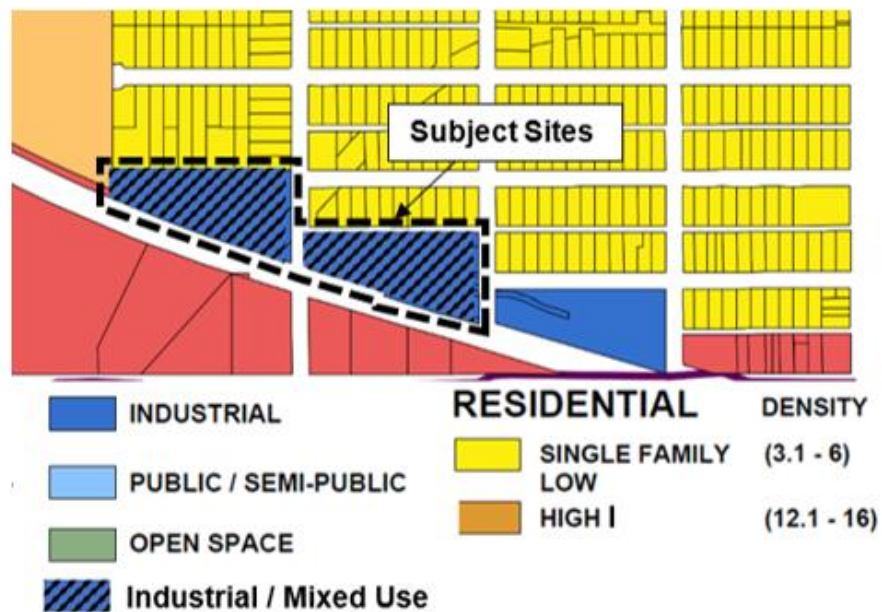 Subject Sites
INDUSTRIAL
PUBLIC / SEMI-PUBLIC
OPEN SPACE
Industrial / Mixed Use
RESIDENTIAL DENSITY
SINGLE FAMILY (3.1 - 6)
LOW
HIGH I (12.1 - 16)